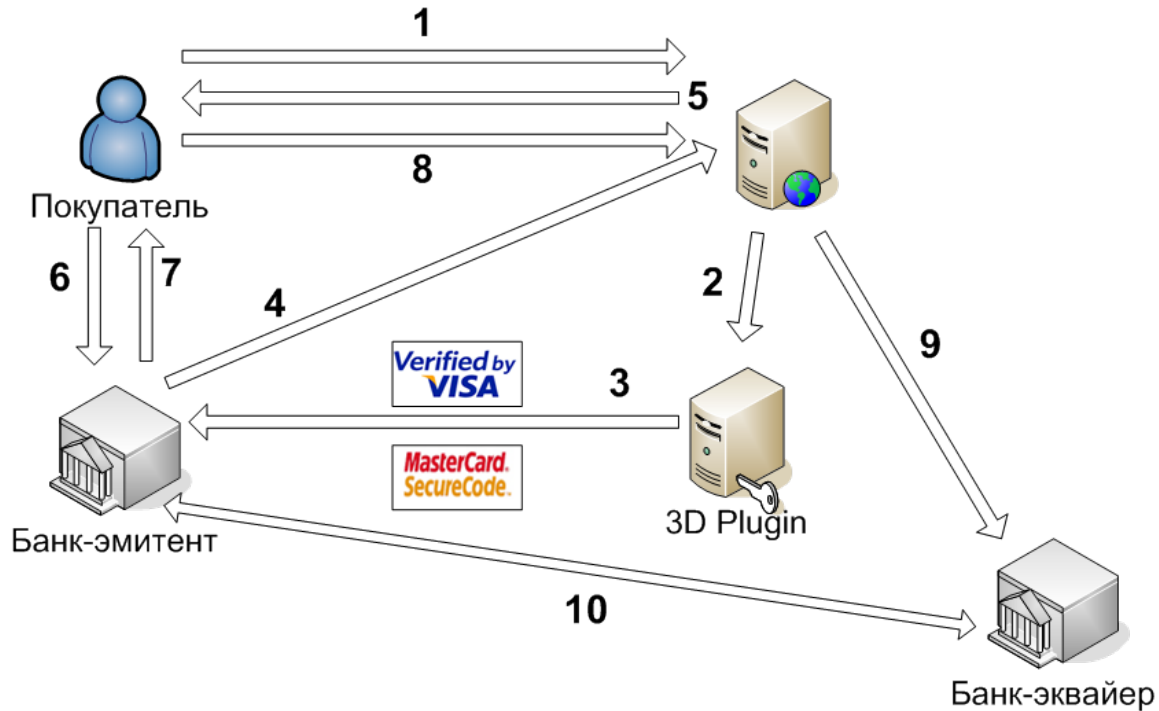 1
5
8
Покупатель
6
7
4
2
9
Verified by
VISA
3
MasterCard.
SecureCode.
3D Plugin
Банк-эмитент
10
Банк-эквайер